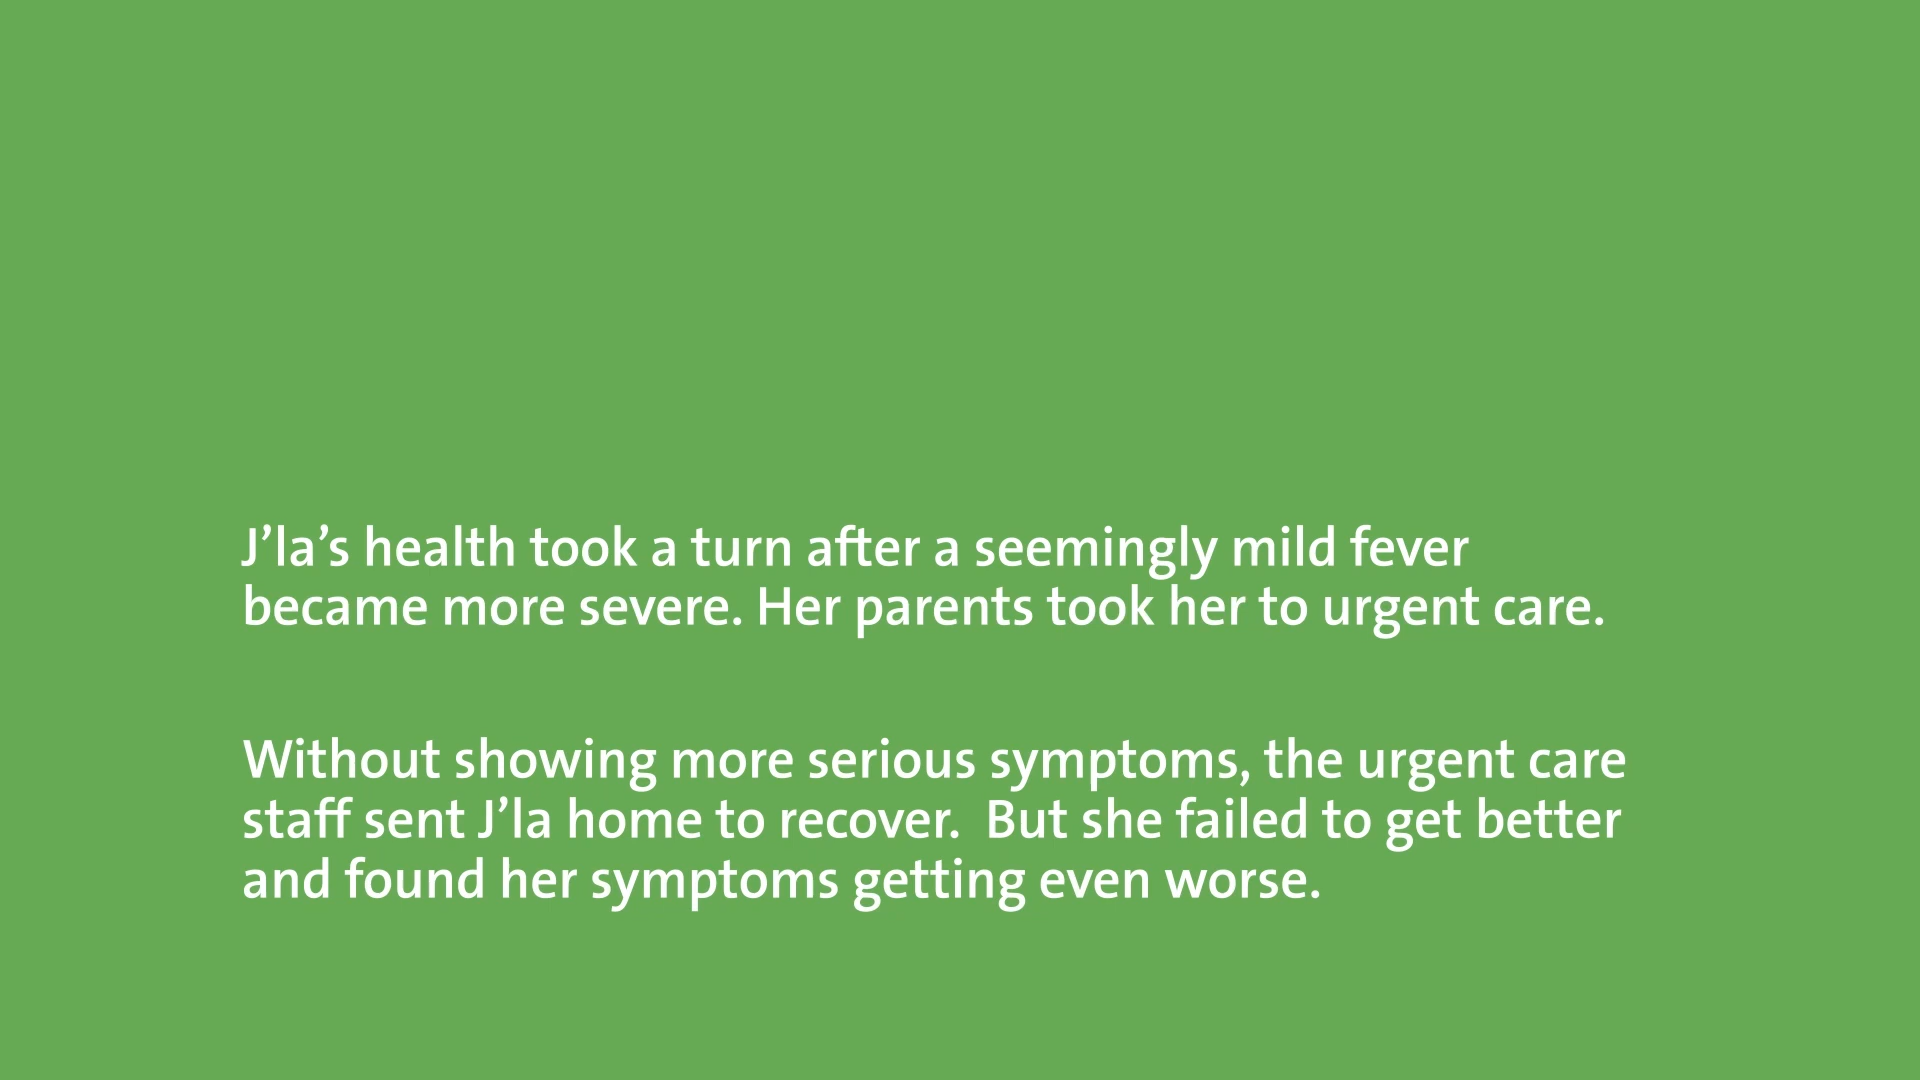 J’la’s health took a turn after a seemingly mild fever
became more severe. Her parents took her to urgent care.
Without showing more serious symptoms, the urgent care
staff sent J’la home to recover.  But she failed to get better
and found her symptoms getting even worse.